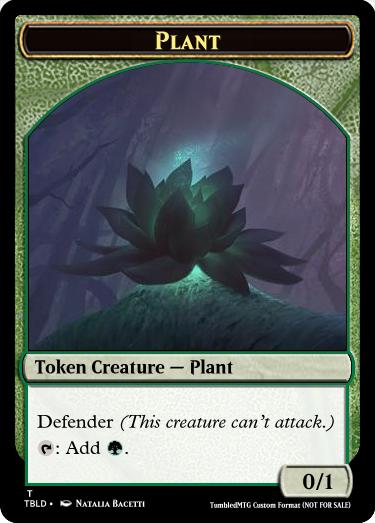 Plant
Token Creature — Plant
Defender (This creature can't attack.)
: Add .
0/1
T
TBLD • Natalia Bacetti
TumbledMTG Custom Format (NOT FOR SALE)